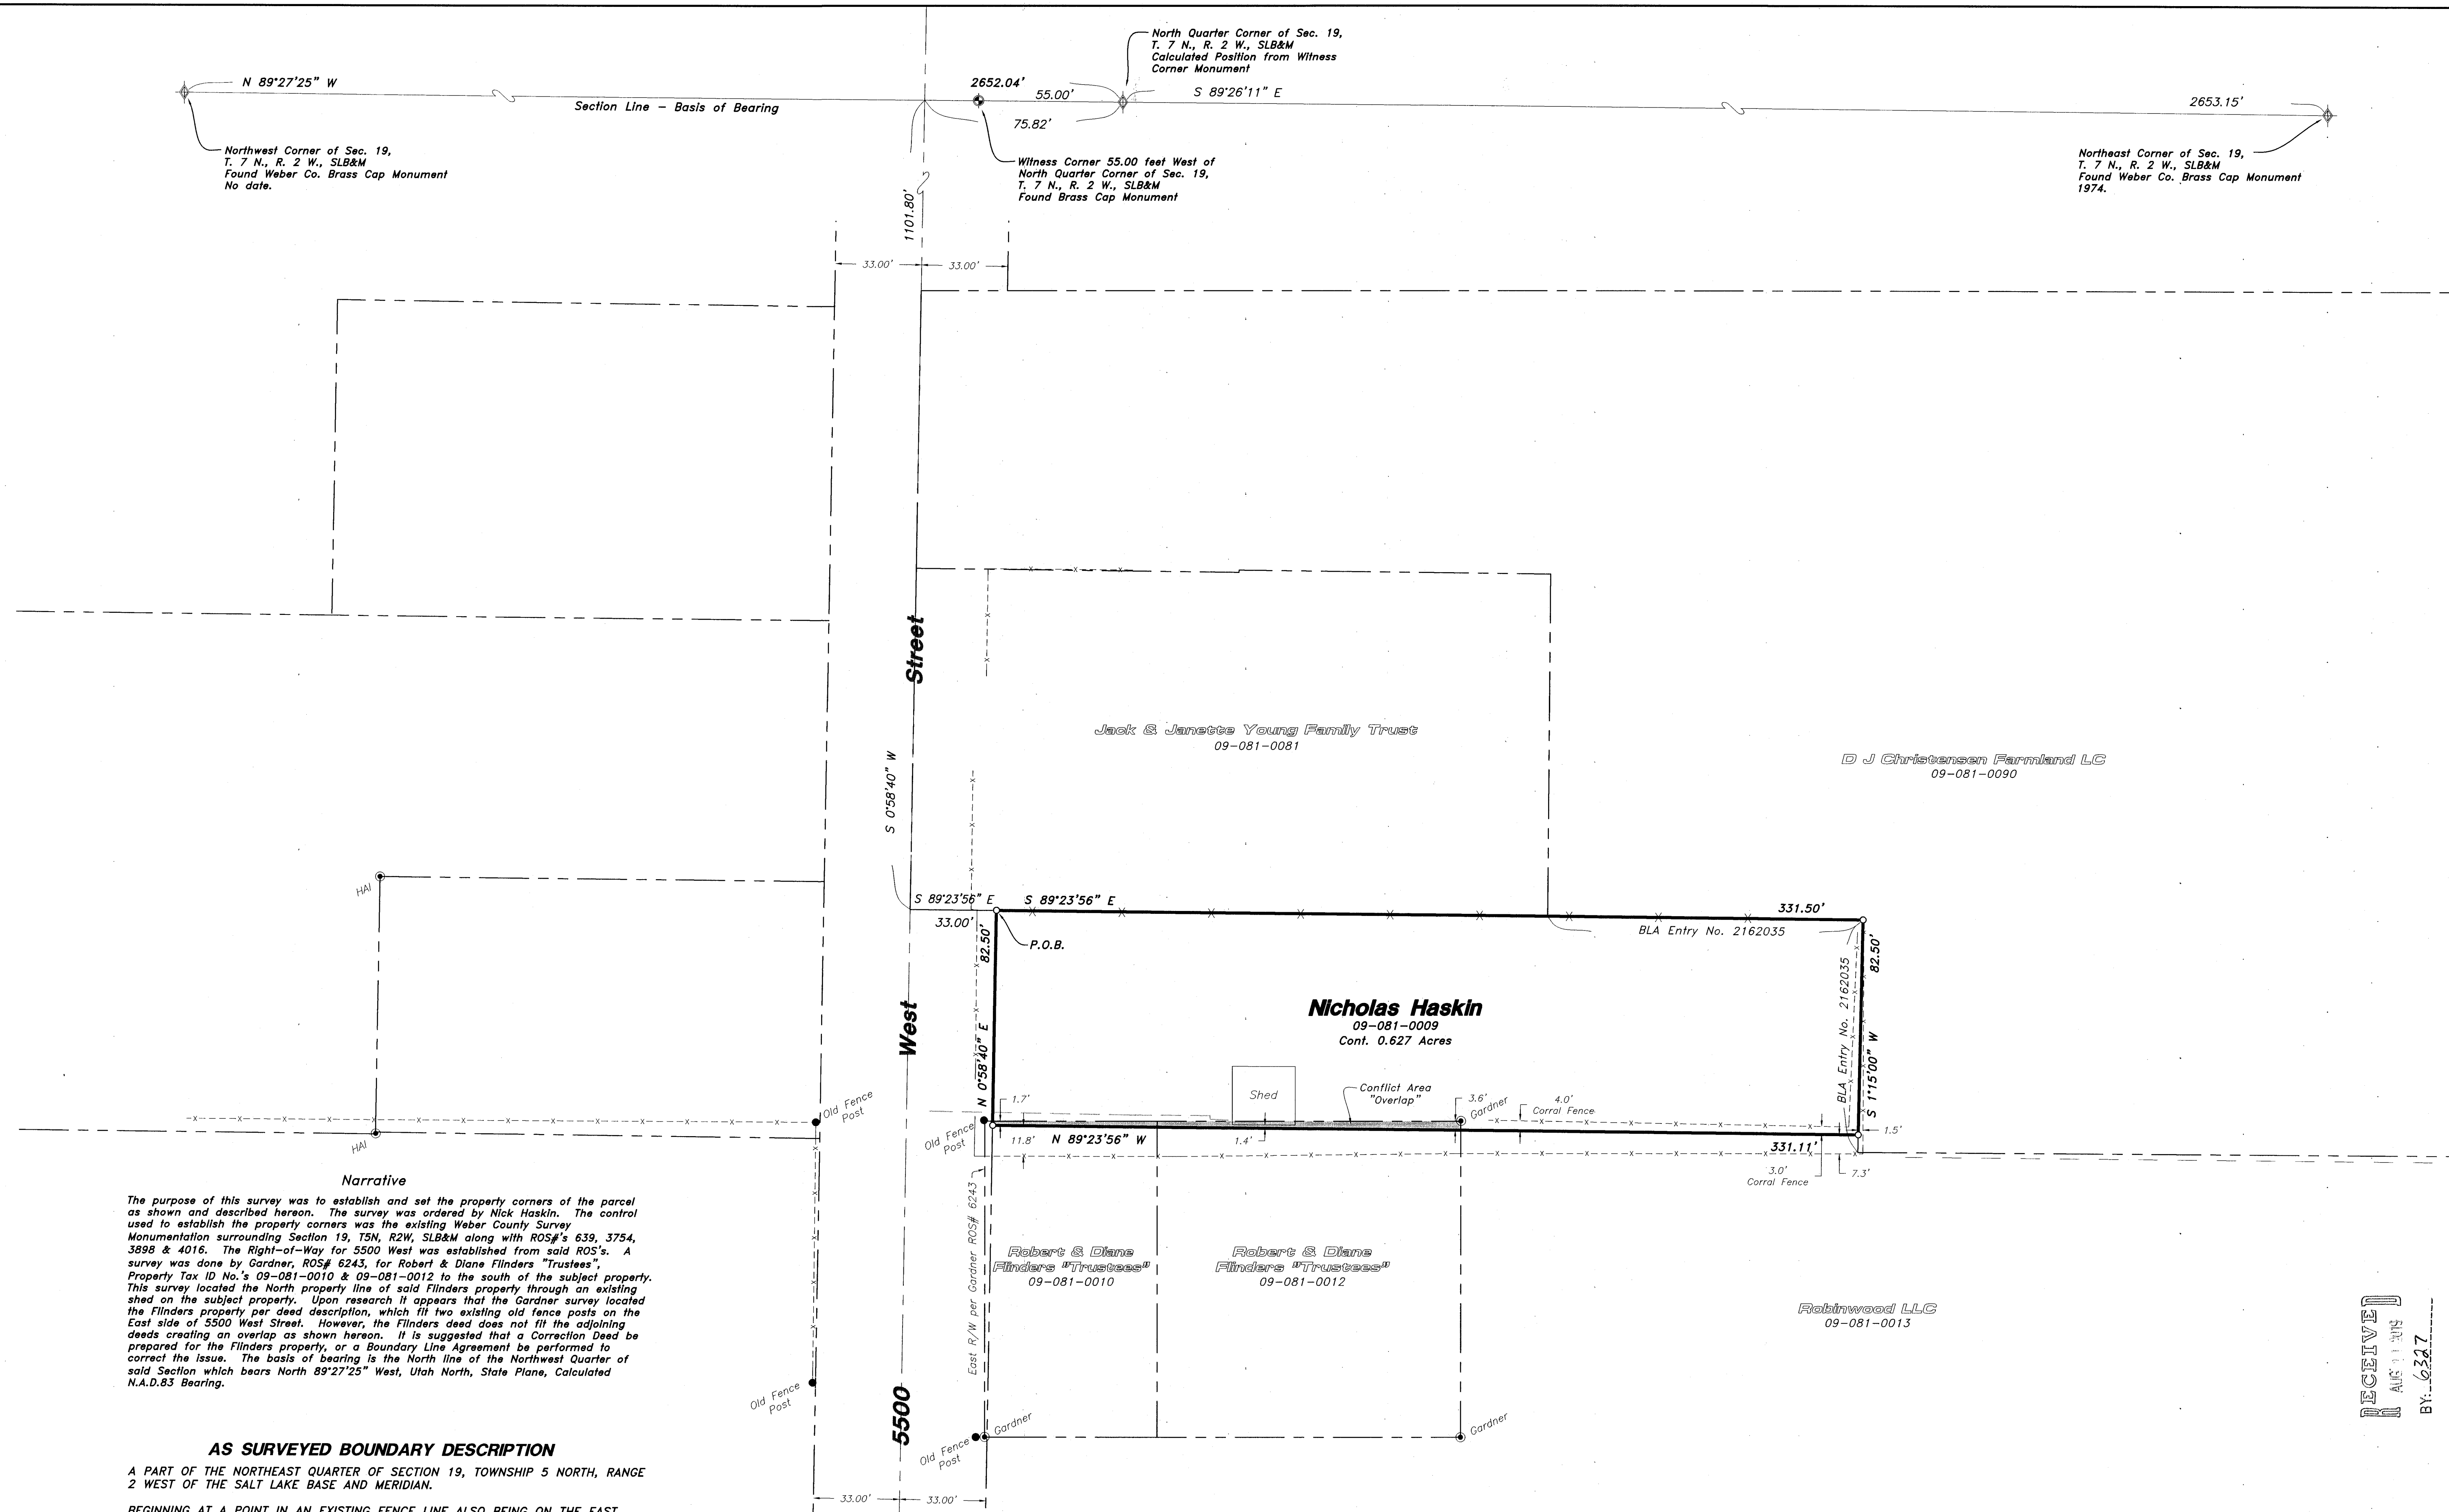 North Quarter Corner of Sec. 19,
T. 7 N., R. 2 W., SLB&M
Calculated Position from Witness
Corner Monument
N 89°27'25" W
2652.04'
55.00'
S 89°26'11" E
2653.15'
Section Line - Basis of Bearing
75.82'
Northwest Corner of Sec. 19,
T. 7 N., R. 2 W., SLB&M
Found Weber Co. Brass Cap Monument
No date.
Witness Corner 55.00 feet West of
North Quarter Corner of Sec. 19,
T. 7 N., R. 2 W., SLB&M
Found Brass Cap Monument
Northeast Corner of Sec. 19,
T. 7 N., R. 2 W., SLB&M
Found Weber Co. Brass Cap Monument
1974.
1101.80'
33.00'
33.00'
Street
Jack & Janette Young Family Trust
09-081-0081
D J Christensen Farmland LC
09-081-0090
S 0°58'40" W
HAI
S 89°23'56" E
S 89°23'56" E
331.50'
33.00'
BLA Entry No. 2162035
P.O.B.
82.50'
N 0°58'40" E
West
Nicholas Haskin
09-081-0009
Cont. 0.627 Acres
BLA Entry No. 2162035
82.50'
S 1°15'00" W
Shed
Conflict Area
"Overlap"
1.7'
3.6'
Gardner
4.0'
Corral Fence
Old Fence
Post
Old Fence
Post
11.8'
N 89°23'56" W
1.4'
331.11'
1.5'
3.0'
Corral Fence
7.3'
HAI
East R/W per Gardner ROS# 6243
Robert & Diane
Flinders "Trustees"
09-081-0010
Robert & Diane
Flinders "Trustees"
09-081-0012
Robinwood LLC
09-081-0013
Old Fence
Post
5500
Old Fence
Post
Gardner
Gardner
33.00'
33.00'
Narrative
The purpose of this survey was to establish and set the property corners of the parcel
as shown and described hereon. The survey was ordered by Nick Haskin. The control
used to establish the property corners was the existing Weber County Survey
Monumentation surrounding Section 19, T5N, R2W, SLB&M along with ROS#'s 639, 3754,
3898 & 4016. The Right-of-Way for 5500 West was established from said ROS's. A
survey was done by Gardner, ROS# 6243, for Robert & Diane Flinders "Trustees",
Property Tax ID No.'s 09-081-0010 & 09-081-0012 to the south of the subject property.
This survey located the North property line of said Flinders property through an existing
shed on the subject property. Upon research it appears that the Gardner survey located
the Flinders property per deed description, which fit two existing old fence posts on the
East side of 5500 West Street. However, the Flinders deed does not fit the adjoining
deeds creating an overlap as shown hereon. It is suggested that a Correction Deed be
prepared for the Flinders property, or a Boundary Line Agreement be performed to
correct the issue. The basis of bearing is the North line of the Northwest Quarter of
said Section which bears North 89°27'25" West, Utah North, State Plane, Calculated
N.A.D.83 Bearing.
AS SURVEYED BOUNDARY DESCRIPTION
A PART OF THE NORTHEAST QUARTER OF SECTION 19, TOWNSHIP 5 NORTH, RANGE
2 WEST OF THE SALT LAKE BASE AND MERIDIAN.
BEGINNING AT A POINT IN AN EXISTING FENCE LINE ALSO BEING ON THE EAST
RECEIVED
AUG 2019
BY: 6327